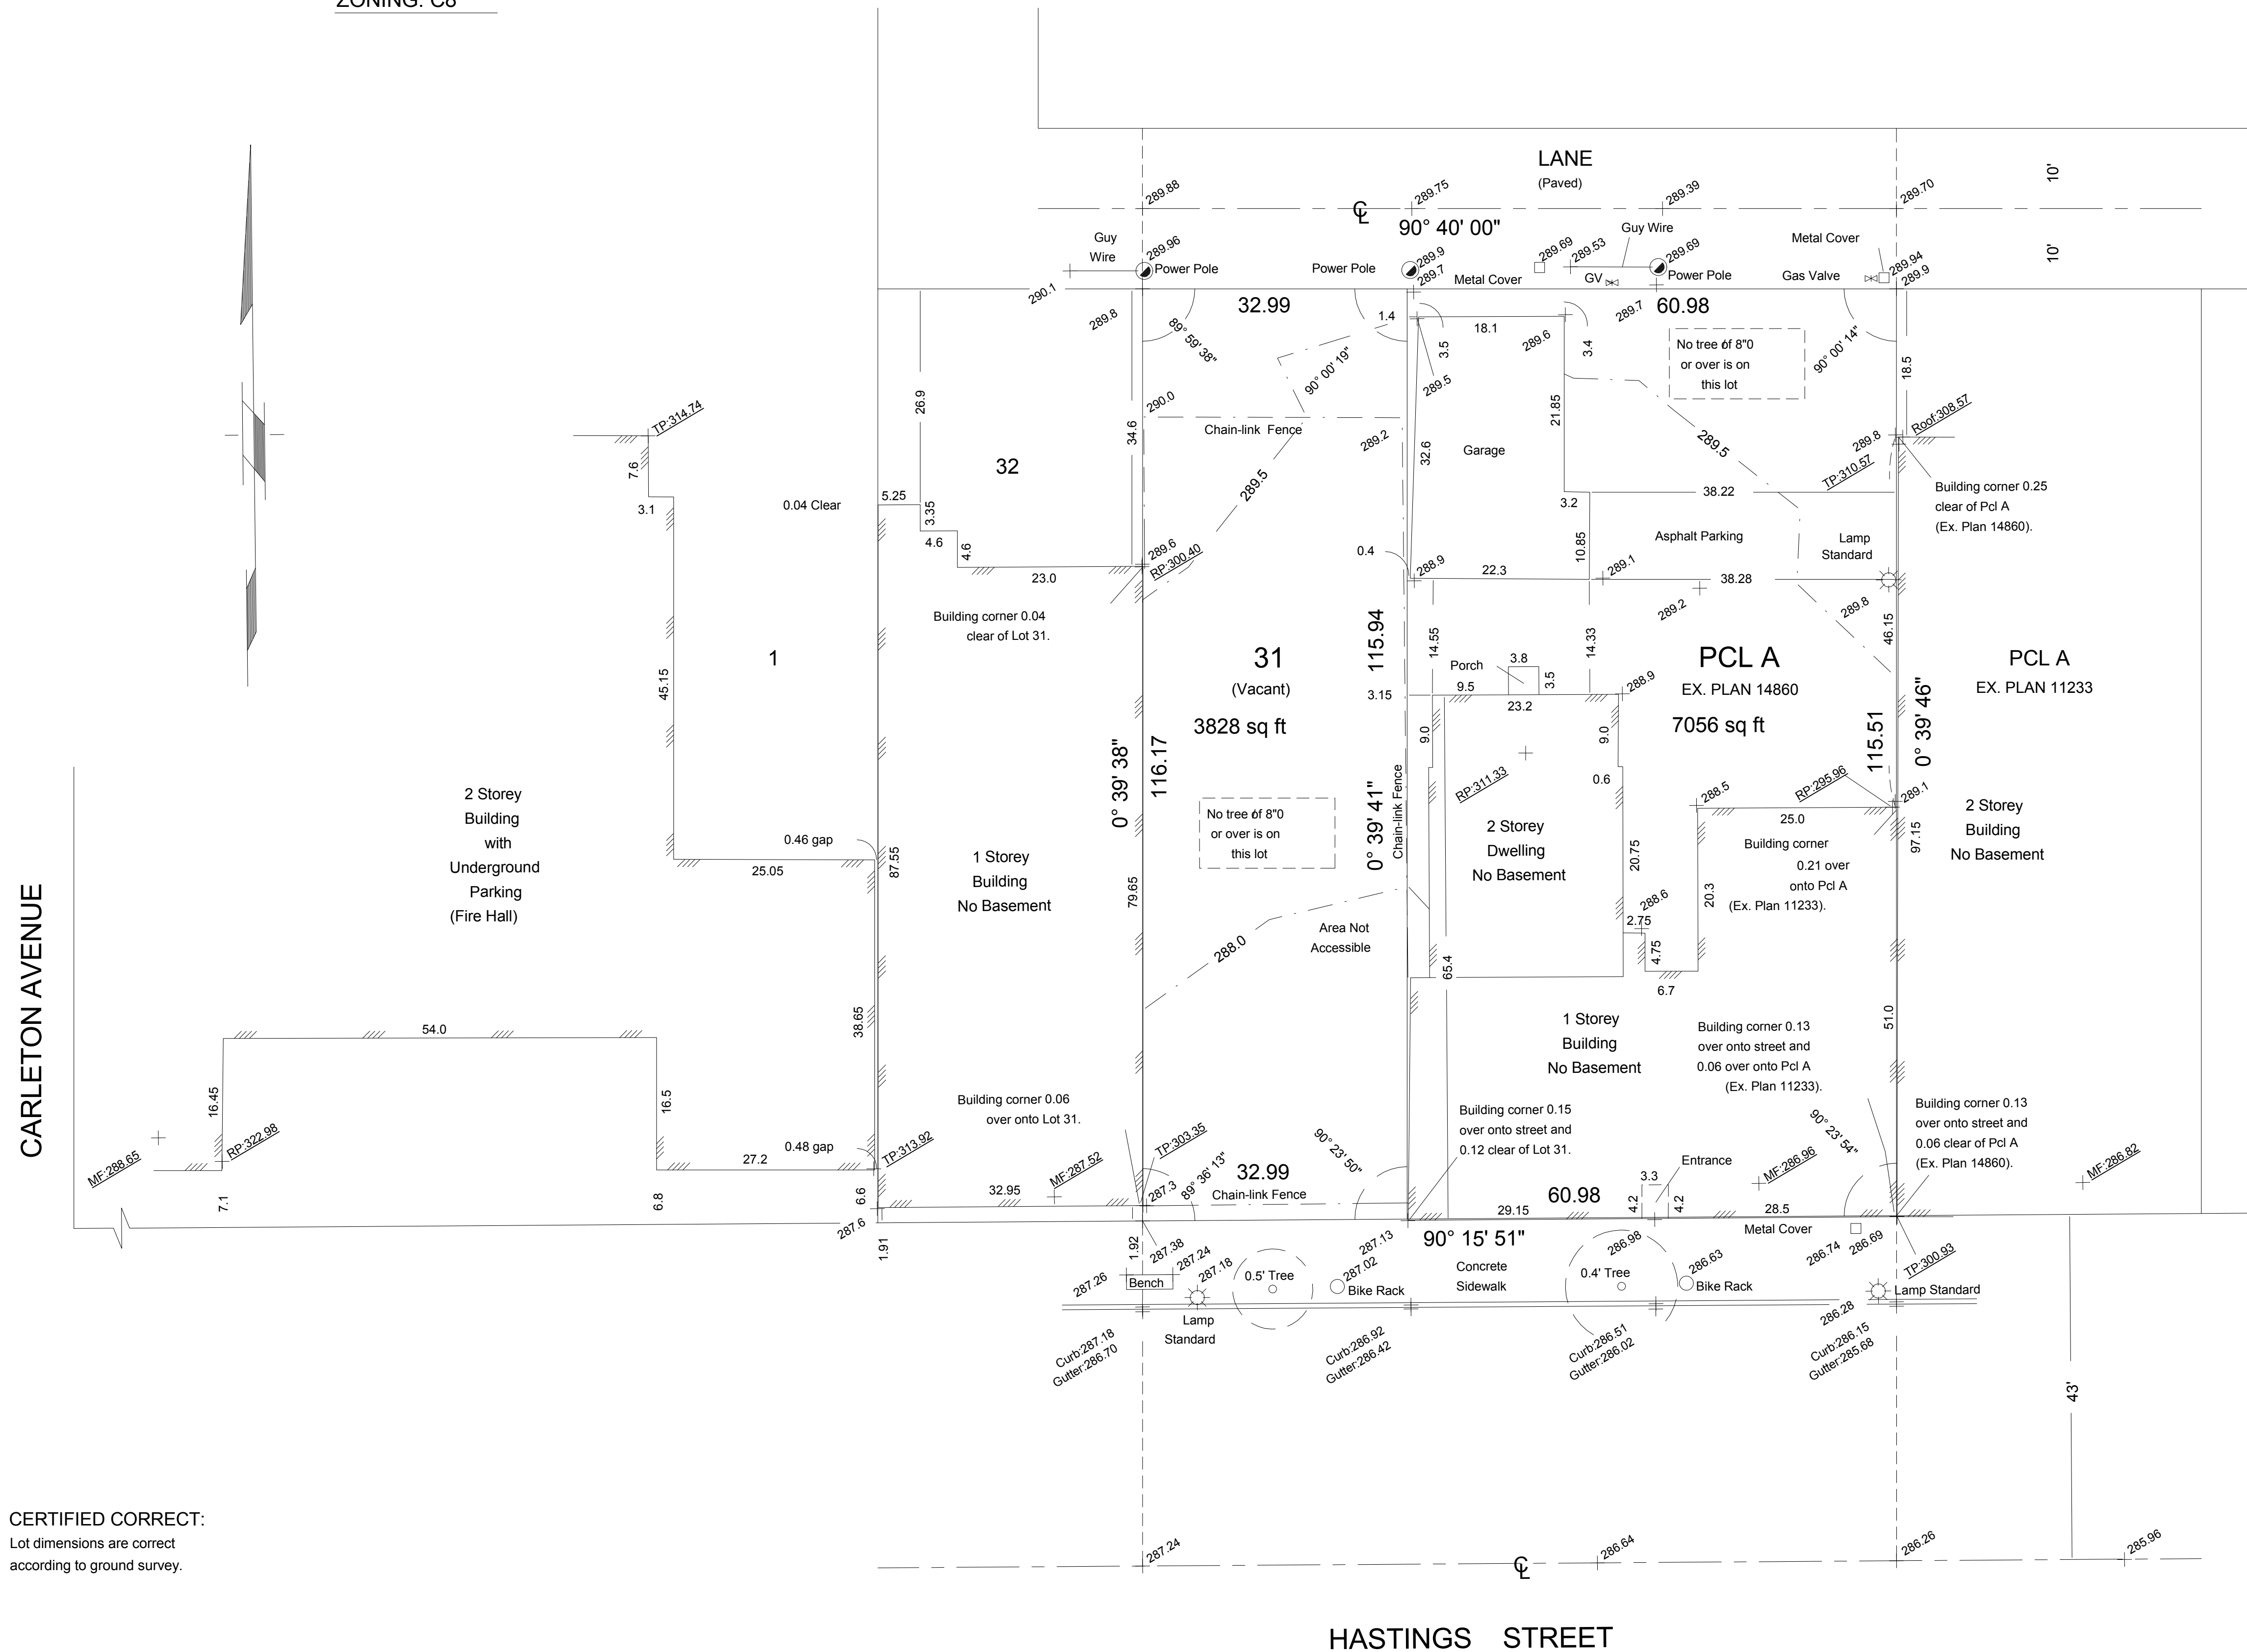 ZONING: C8
LANE
(Paved)
10'
10'
289.88
289.75
289.39
289.70
℄
90° 40' 00"
Guy
Wire
289.96
Power Pole
Power Pole
289.9
289.7
Metal Cover
289.69
289.53
Guy Wire
GV
289.69
Power Pole
Metal Cover
Gas Valve
289.94
289.9
290.1
289.8
89° 59' 38"
32.99
1.4
18.1
3.5
289.6
3.4
289.7
60.98
90° 00' 14"
18.5
No tree of 8"0
or over is on
this lot
90° 00' 19"
289.5
26.9
34.6
290.0
Chain-link Fence
289.2
32.6
Garage
21.85
289.5
289.8
Roof:308.57
TP:310.57
Building corner 0.25
clear of Pcl A
(Ex. Plan 14860).
TP:314.74
7.6
3.1
32
0.04 Clear
5.25
3.35
4.6
4.6
289.5
3.2
38.22
Asphalt Parking
Lamp
Standard
10.85
0.4
289.6
RP:300.40
23.0
288.9
22.3
289.1
38.28
289.2
289.8
Building corner 0.04
clear of Lot 31.
45.15
1
31
(Vacant)
3828 sq ft
115.94
14.55
14.33
Porch
3.8
3.5
3.15
9.5
23.2
288.9
PCL A
EX. PLAN 14860
7056 sq ft
46.15
PCL A
EX. PLAN 11233
0° 39' 38"
116.17
9.0
9.0
0.6
RP:311.33
115.51
0° 39' 46"
0° 39' 41"
Chain-link Fence
No tree of 8"0
or over is on
this lot
2 Storey
Building
with
Underground
Parking
(Fire Hall)
0.46 gap
25.05
87.55
1 Storey
Building
No Basement
79.65
2 Storey
Dwelling
No Basement
288.5
RP:295.96
289.1
25.0
Building corner
0.21 over
onto Pcl A
(Ex. Plan 11233).
20.75
20.3
97.15
2 Storey
Building
No Basement
288.6
2.75
4.75
6.7
Area Not
Accessible
288.0
65.4
CARLETON AVENUE
54.0
38.65
16.45
16.5
1 Storey
Building
No Basement
Building corner 0.13
over onto street and
0.06 over onto Pcl A
(Ex. Plan 11233).
51.0
Building corner 0.06
over onto Lot 31.
Building corner 0.15
over onto street and
0.12 clear of Lot 31.
90° 23' 54"
Building corner 0.13
over onto street and
0.06 clear of Pcl A
(Ex. Plan 14860).
MF:288.65
RP:322.98
0.48 gap
27.2
TP:313.92
MF:287.52
TP:303.35
90° 23' 50"
Entrance
MF:286.96
MF:286.82
7.1
6.8
6.6
32.95
287.3
89° 36' 13"
32.99
Chain-link Fence
29.15
60.98
4.2
3.3
4.2
28.5
Metal Cover
287.6
1.91
1.92
287.38
287.24
287.18
287.26
Bench
0.5' Tree
287.13
287.02
Bike Rack
90° 15' 51"
Concrete
Sidewalk
286.98
0.4' Tree
286.63
Bike Rack
286.74
286.69
TP:300.93
Lamp Standard
Lamp
Standard
Curb:287.18
Gutter:286.70
Curb:286.92
Gutter:286.42
Curb:286.51
Gutter:286.02
286.28
Curb:286.15
Gutter:285.68
43'
CERTIFIED CORRECT:
Lot dimensions are correct
according to ground survey.
287.24
℄
286.64
286.26
285.96
HASTINGS STREET